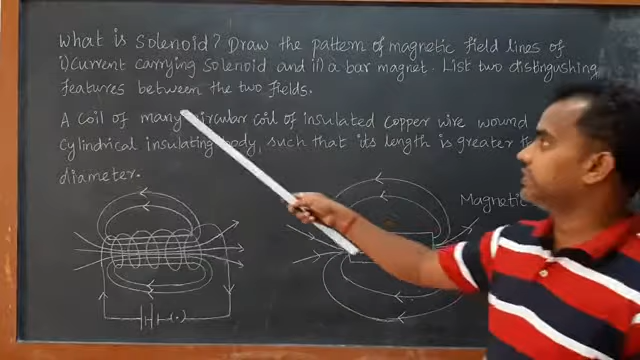 What is Solenoid? Draw the pattern of magnetic field lines of
i) Current carrying Solenoid and ii) a bar magnet. List two distinguishing
features between the two fields.
A coil of many circular coil of insulated copper wire wound
cylindrical insulating body, such that its length is greater
diameter.
Magnetic